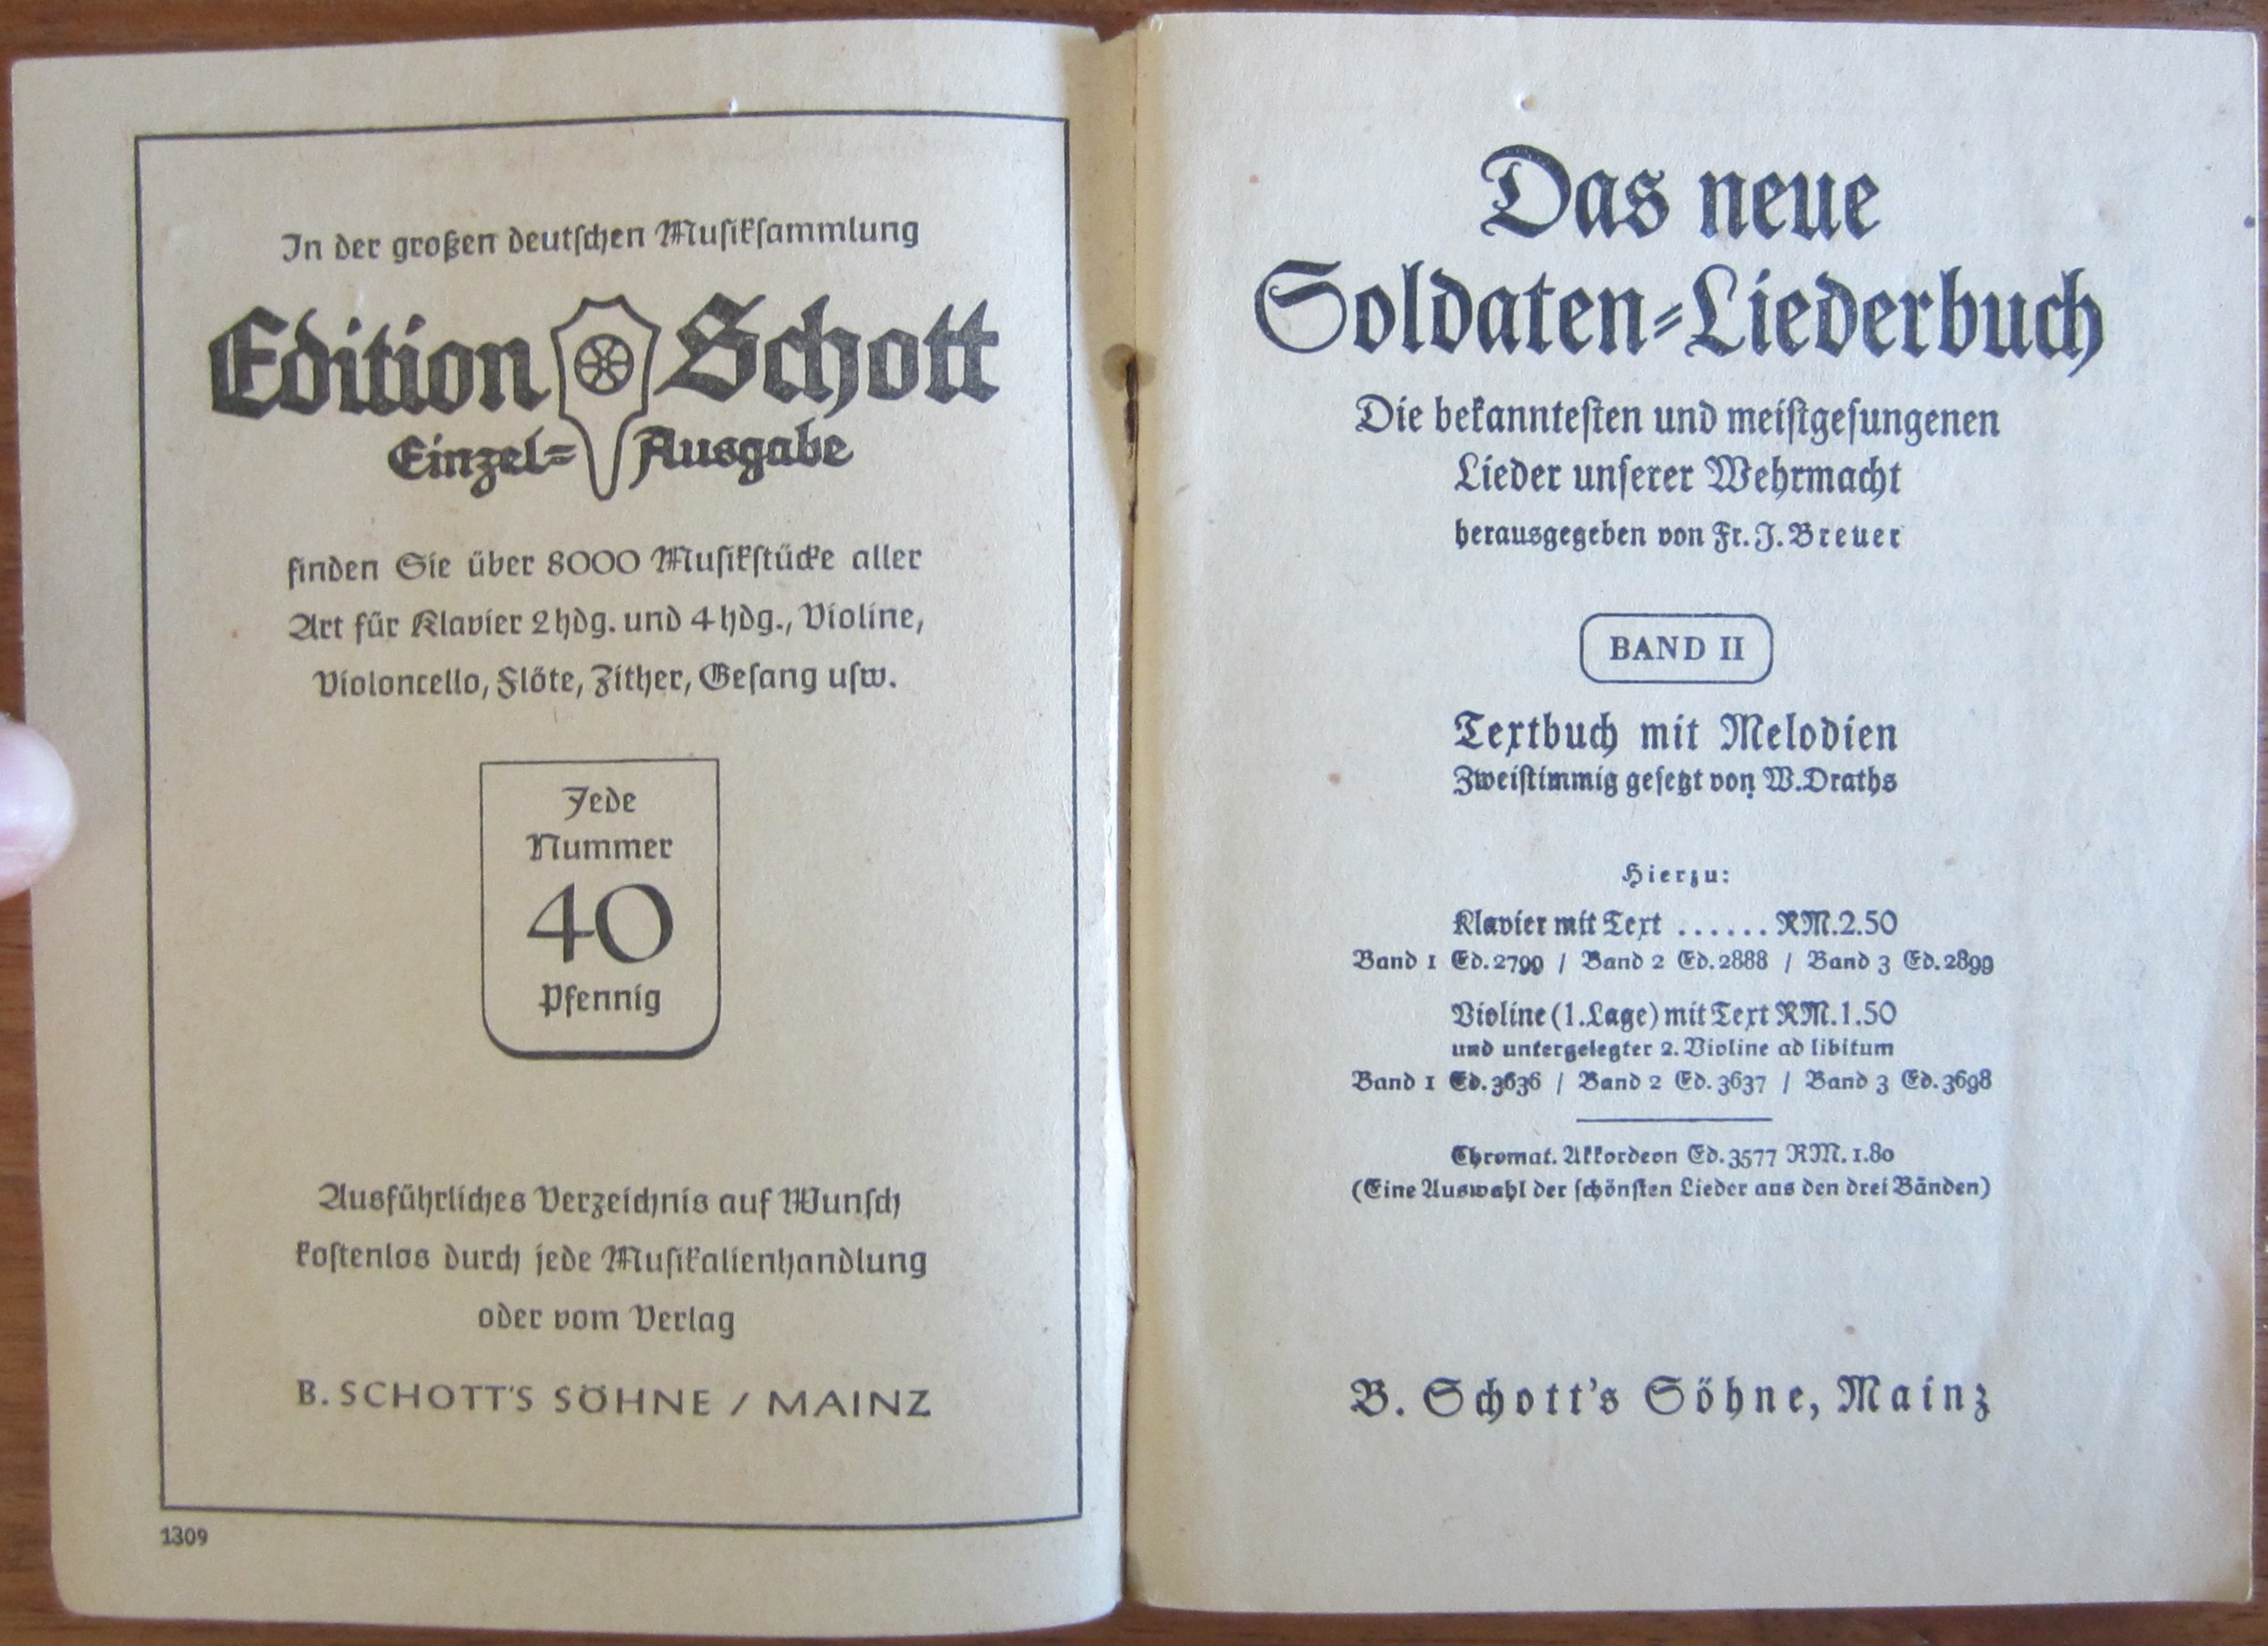 In der großen deutſchen Muſikſammlung
Edition Schott
Einzel= Ausgabe
finden Sie über 8000 Muſikſtücke aller
Art für Klavier 2 hdg. und 4 hdg., Violine,
Violoncello, Flöte, Zither, Geſang uſw.
Jede
Nummer
40
Pfennig
Ausführliches Verzeichnis auf Wunſch
koſtenlos durch jede Muſikalienhandlung
oder vom Verlag
B. SCHOTT'S SÖHNE / MAINZ
1309
Das neue
Soldaten=Liederbuch
Die bekannteſten und meiſtgeſungenen
Lieder unſerer Wehrmacht
herausgegeben von Fr. J. Breuer
BAND II
Textbuch mit Melodien
Zweiſtimmig geſetzt von W. Draths
Hierzu:
Klavier mit Text ...... RM. 2.50
Band 1 Ed. 2799 / Band 2 Ed. 2888 / Band 3 Ed. 2899
Violine (1. Lage) mit Text RM. 1.50
und untergelegter 2. Violine ad libitum
Band 1 Ed. 3636 / Band 2 Ed. 3637 / Band 3 Ed. 3698
Chromat. Akkordeon Ed. 3577 RM. 1.80
(Eine Auswahl der ſchönſten Lieder aus den drei Bänden)
B. Schott's Söhne, Mainz